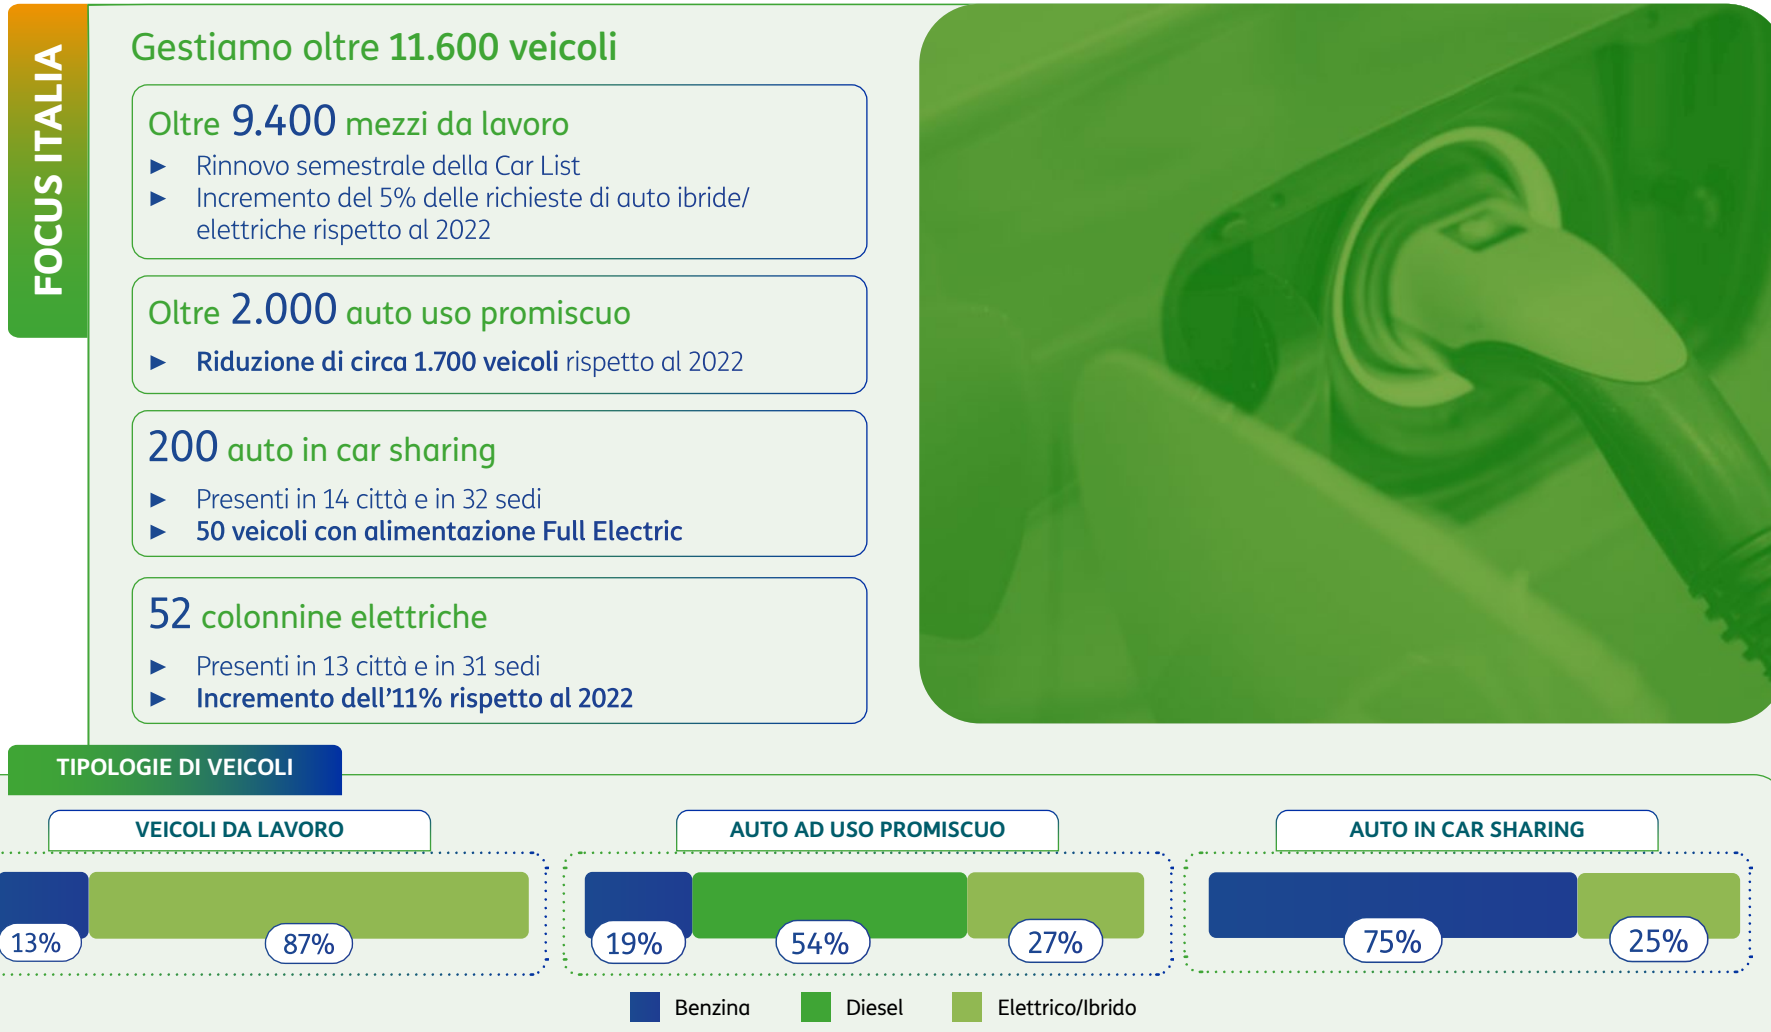 FOCUS ITALIA
Gestiamo oltre 11.600 veicoli
Oltre 9.400 mezzi da lavoro
► Rinnovo semestrale della Car List
► Incremento del 5% delle richieste di auto ibride/
elettriche rispetto al 2022
Oltre 2.000 auto uso promiscuo
► Riduzione di circa 1.700 veicoli rispetto al 2022
200 auto in car sharing
► Presenti in 14 città e in 32 sedi
► 50 veicoli con alimentazione Full Electric
52 colonnine elettriche
► Presenti in 13 città e in 31 sedi
► Incremento dell'11% rispetto al 2022
TIPOLOGIE DI VEICOLI
VEICOLI DA LAVORO
13% 87%
AUTO AD USO PROMISCUO
19% 54% 27%
AUTO IN CAR SHARING
75% 25%
Benzina Diesel Elettrico/Ibrido